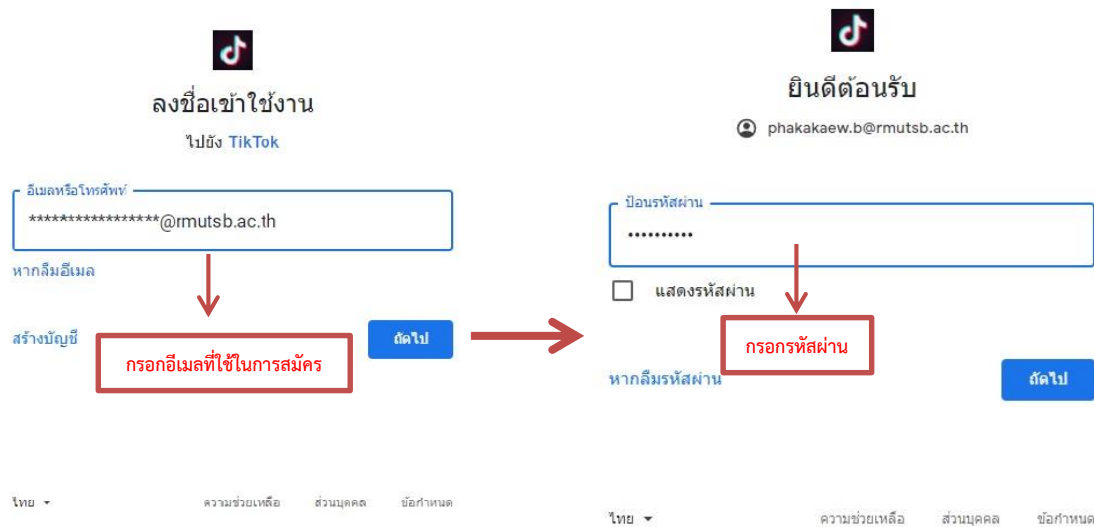 ลงชื่อเข้าใช้งาน
ไปยัง TikTok
อีเมลหรือโทรศัพท์
*****************@rmutsb.ac.th
หากลืมอีเมล
สร้างบัญชี
ถัดไป
กรอกอีเมลที่ใช้ในการสมัคร
ไทย
ความช่วยเหลือ ส่วนบุคคล ข้อกำหนด
ยินดีต้อนรับ
phakakaew.b@rmutsb.ac.th
ป้อนรหัสผ่าน
••••••••••
แสดงรหัสผ่าน
กรอกรหัสผ่าน
หากลืมรหัสผ่าน
ถัดไป
ไทย
ความช่วยเหลือ ส่วนบุคคล ข้อกำหนด